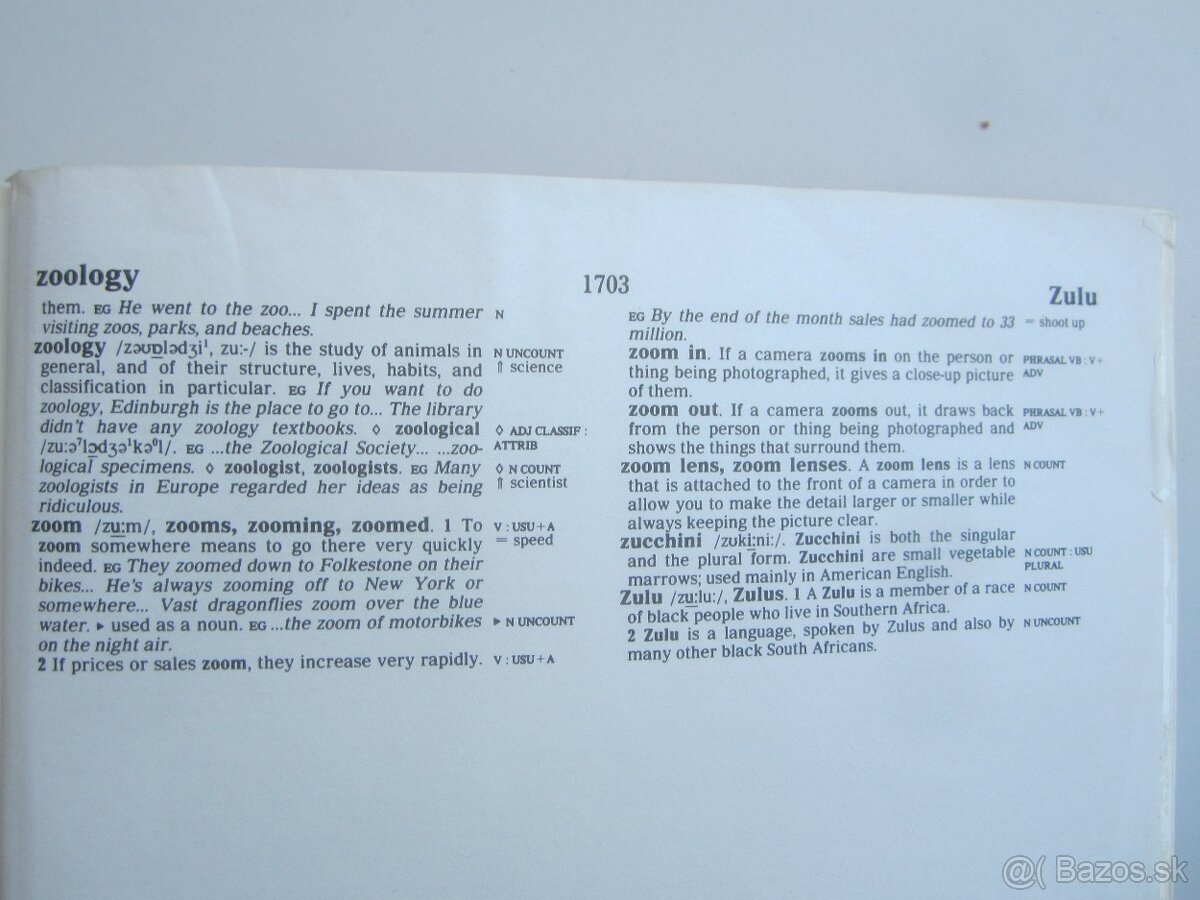 zoology
1703
Zulu
them. EG He went to the zoo... I spent the summer N
visiting zoos, parks, and beaches.
zoology /zəʊɒlədʒi¹, zuː-/ is the study of animals in N UNCOUNT
general, and of their structure, lives, habits, and ⇑ science
classification in particular. EG If you want to do
zoology, Edinburgh is the place to go to... The library
didn't have any zoology textbooks. ◊ zoological ◊ ADJ CLASSIF :
/zuːə⁷lɒdʒə¹kə⁰l/. EG ...the Zoological Society... ...zoo- ATTRIB
logical specimens. ◊ zoologist, zoologists. EG Many ◊ N COUNT
zoologists in Europe regarded her ideas as being ⇑ scientist
ridiculous.
zoom /zuːm/, zooms, zooming, zoomed. 1 To V : USU + A
zoom somewhere means to go there very quickly = speed
indeed. EG They zoomed down to Folkestone on their
bikes... He's always zooming off to New York or
somewhere... Vast dragonflies zoom over the blue
water. ▸ used as a noun. EG ...the zoom of motorbikes ▸ N UNCOUNT
on the night air.
2 If prices or sales zoom, they increase very rapidly. V : USU + A
EG By the end of the month sales had zoomed to 33 = shoot up
million.
zoom in. If a camera zooms in on the person or PHRASAL VB : V +
thing being photographed, it gives a close-up picture ADV
of them.
zoom out. If a camera zooms out, it draws back PHRASAL VB : V +
from the person or thing being photographed and ADV
shows the things that surround them.
zoom lens, zoom lenses. A zoom lens is a lens N COUNT
that is attached to the front of a camera in order to
allow you to make the detail larger or smaller while
always keeping the picture clear.
zucchini /zʊkiːniː/. Zucchini is both the singular
and the plural form. Zucchini are small vegetable N COUNT : USU
marrows; used mainly in American English. PLURAL
Zulu /zuːluː/, Zulus. 1 A Zulu is a member of a race N COUNT
of black people who live in Southern Africa.
2 Zulu is a language, spoken by Zulus and also by N UNCOUNT
many other black South Africans.
@( Bazos.sk